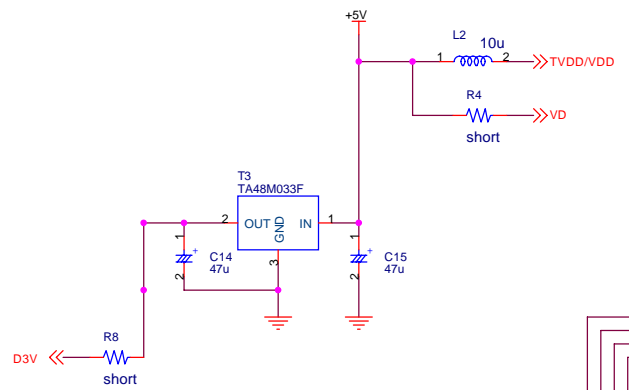 +5V
L2
10u
1
2
TVDD/VDD
R4
VD
short
T3
TA48M033F
2
OUT
GND
IN
1
3
1
+
C14
2
47u
1
+
C15
2
47u
R8
D3V
short